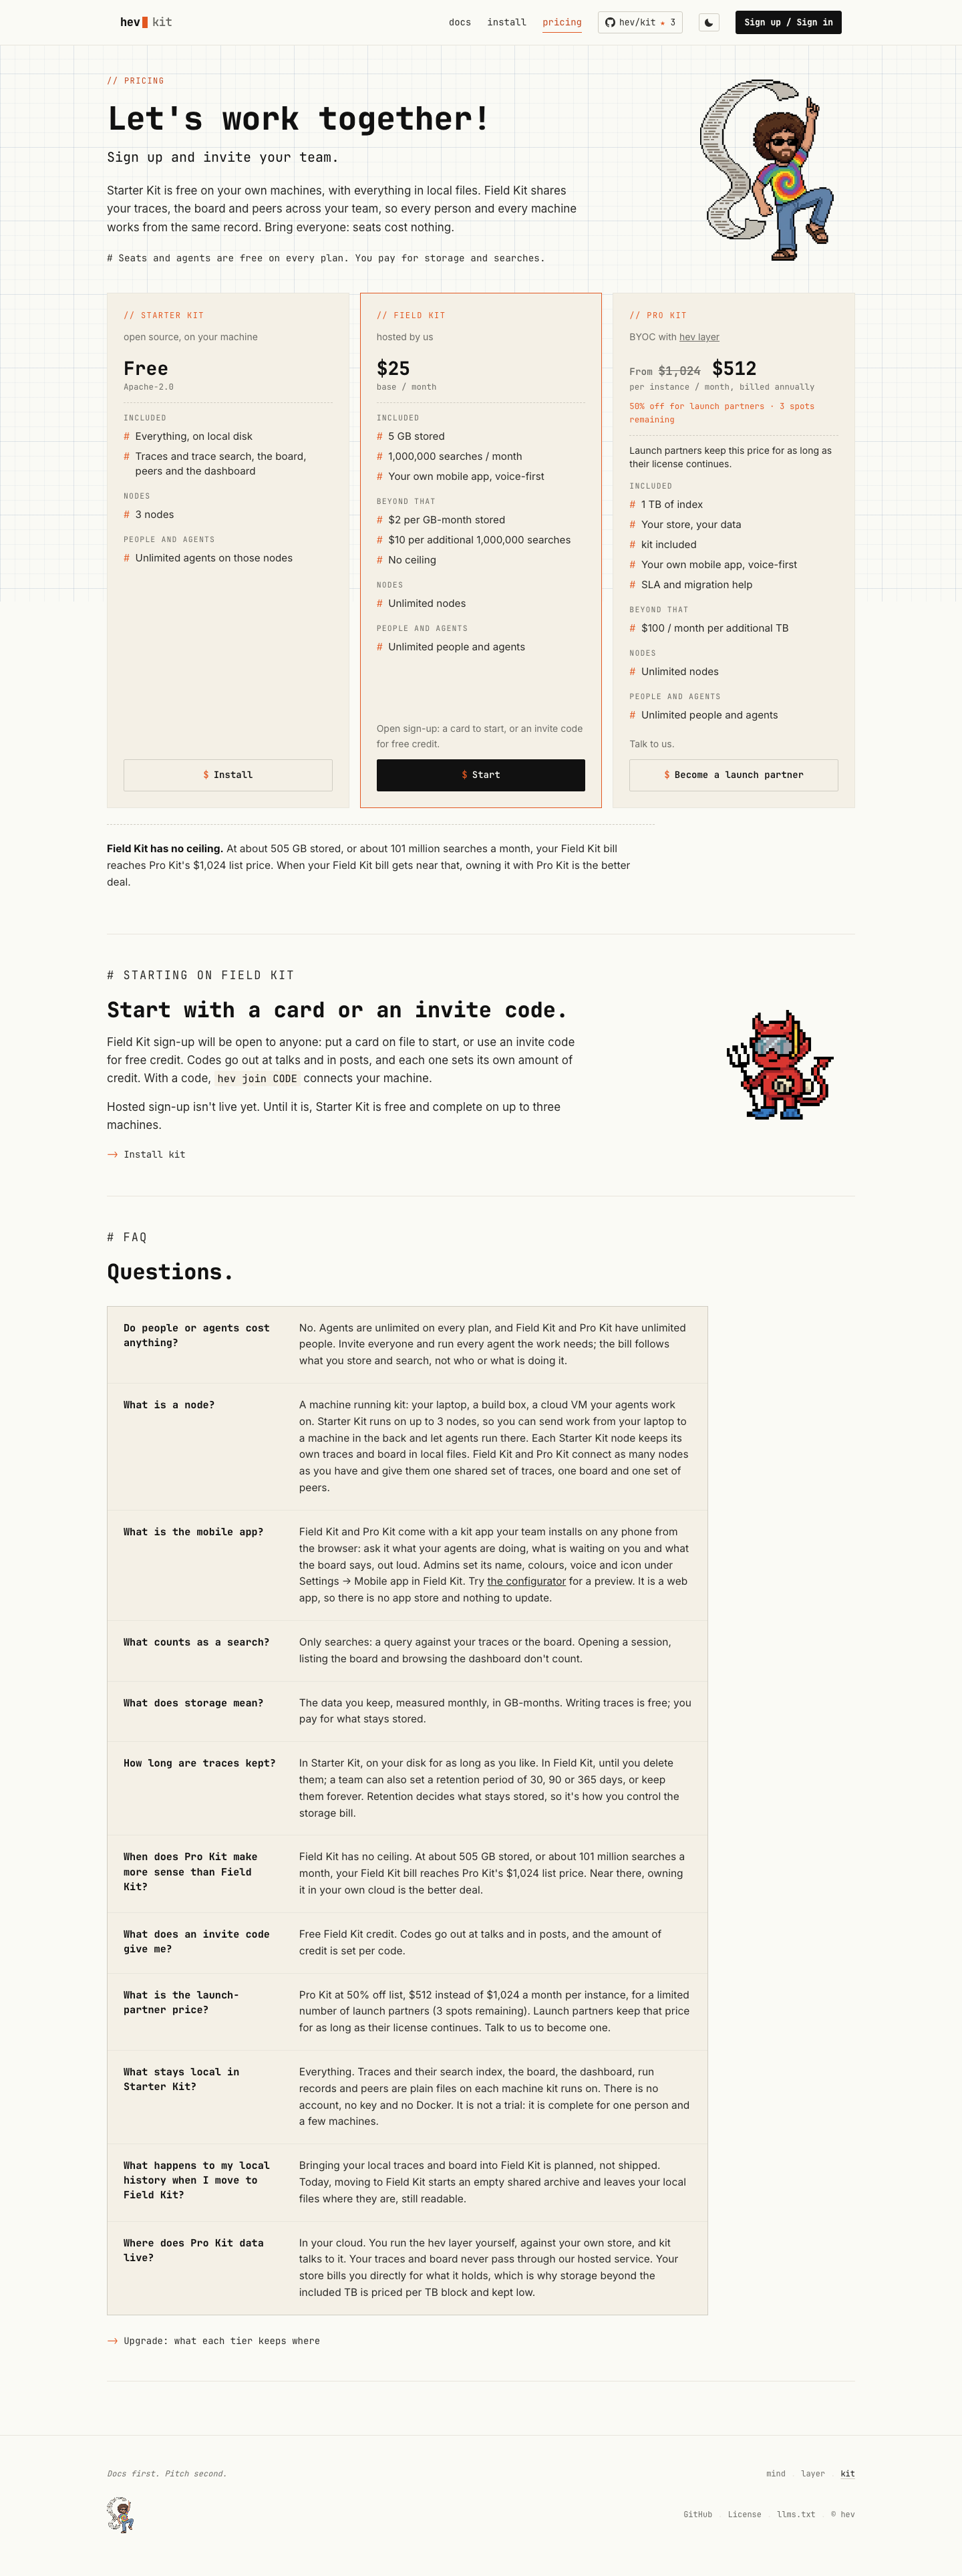 hev kit
docs install pricing hev/kit ★ 3 Sign up / Sign in
// PRICING
Let's work together!
Sign up and invite your team.
Starter Kit is free on your own machines, with everything in local files. Field Kit shares
your traces, the board and peers across your team, so every person and every machine
works from the same record. Bring everyone: seats cost nothing.
# Seats and agents are free on every plan. You pay for storage and searches.
// STARTER KIT
open source, on your machine
Free
Apache-2.0
INCLUDED
# Everything, on local disk
# Traces and trace search, the board,
peers and the dashboard
NODES
# 3 nodes
PEOPLE AND AGENTS
# Unlimited agents on those nodes
$ Install
// FIELD KIT
hosted by us
$25
base / month
INCLUDED
# 5 GB stored
# 1,000,000 searches / month
# Your own mobile app, voice-first
BEYOND THAT
# $2 per GB-month stored
# $10 per additional 1,000,000 searches
# No ceiling
NODES
# Unlimited nodes
PEOPLE AND AGENTS
# Unlimited people and agents
Open sign-up: a card to start, or an invite code
for free credit.
$ Start
// PRO KIT
BYOC with hev layer
From $1,024 $512
per instance / month, billed annually
50% off for launch partners · 3 spots
remaining
Launch partners keep this price for as long as
their license continues.
INCLUDED
# 1 TB of index
# Your store, your data
# kit included
# Your own mobile app, voice-first
# SLA and migration help
BEYOND THAT
# $100 / month per additional TB
NODES
# Unlimited nodes
PEOPLE AND AGENTS
# Unlimited people and agents
Talk to us.
$ Become a launch partner
Field Kit has no ceiling. At about 505 GB stored, or about 101 million searches a month, your Field Kit bill
reaches Pro Kit's $1,024 list price. When your Field Kit bill gets near that, owning it with Pro Kit is the better
deal.
# STARTING ON FIELD KIT
Start with a card or an invite code.
Field Kit sign-up will be open to anyone: put a card on file to start, or use an invite code
for free credit. Codes go out at talks and in posts, and each one sets its own amount of
credit. With a code, hev join CODE connects your machine.
Hosted sign-up isn't live yet. Until it is, Starter Kit is free and complete on up to three
machines.
→ Install kit
# FAQ
Questions.
Do people or agents cost
anything?
No. Agents are unlimited on every plan, and Field Kit and Pro Kit have unlimited
people. Invite everyone and run every agent the work needs; the bill follows
what you store and search, not who or what is doing it.
What is a node?
A machine running kit: your laptop, a build box, a cloud VM your agents work
on. Starter Kit runs on up to 3 nodes, so you can send work from your laptop to
a machine in the back and let agents run there. Each Starter Kit node keeps its
own traces and board in local files. Field Kit and Pro Kit connect as many nodes
as you have and give them one shared set of traces, one board and one set of
peers.
What is the mobile app?
Field Kit and Pro Kit come with a kit app your team installs on any phone from
the browser: ask it what your agents are doing, what is waiting on you and what
the board says, out loud. Admins set its name, colours, voice and icon under
Settings → Mobile app in Field Kit. Try the configurator for a preview. It is a web
app, so there is no app store and nothing to update.
What counts as a search?
Only searches: a query against your traces or the board. Opening a session,
listing the board and browsing the dashboard don't count.
What does storage mean?
The data you keep, measured monthly, in GB-months. Writing traces is free; you
pay for what stays stored.
How long are traces kept?
In Starter Kit, on your disk for as long as you like. In Field Kit, until you delete
them; a team can also set a retention period of 30, 90 or 365 days, or keep
them forever. Retention decides what stays stored, so it's how you control the
storage bill.
When does Pro Kit make
more sense than Field
Kit?
Field Kit has no ceiling. At about 505 GB stored, or about 101 million searches a
month, your Field Kit bill reaches Pro Kit's $1,024 list price. Near there, owning
it in your own cloud is the better deal.
What does an invite code
give me?
Free Field Kit credit. Codes go out at talks and in posts, and the amount of
credit is set per code.
What is the launch-
partner price?
Pro Kit at 50% off list, $512 instead of $1,024 a month per instance, for a limited
number of launch partners (3 spots remaining). Launch partners keep that price
for as long as their license continues. Talk to us to become one.
What stays local in
Starter Kit?
Everything. Traces and their search index, the board, the dashboard, run
records and peers are plain files on each machine kit runs on. There is no
account, no key and no Docker. It is not a trial: it is complete for one person and
a few machines.
What happens to my local
history when I move to
Field Kit?
Bringing your local traces and board into Field Kit is planned, not shipped.
Today, moving to Field Kit starts an empty shared archive and leaves your local
files where they are, still readable.
Where does Pro Kit data
live?
In your cloud. You run the hev layer yourself, against your own store, and kit
talks to it. Your traces and board never pass through our hosted service. Your
store bills you directly for what it holds, which is why storage beyond the
included TB is priced per TB block and kept low.
→ Upgrade: what each tier keeps where
Docs first. Pitch second.
mind layer kit
GitHub License llms.txt © hev